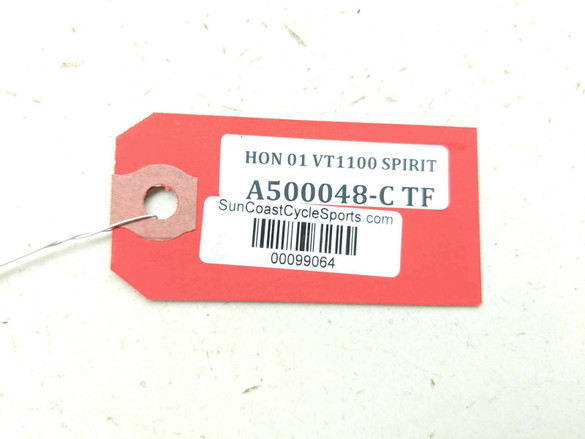 HON 01 VT1100 SPIRIT
A500048-C TF
SunCoastCycleSports.com
00099064